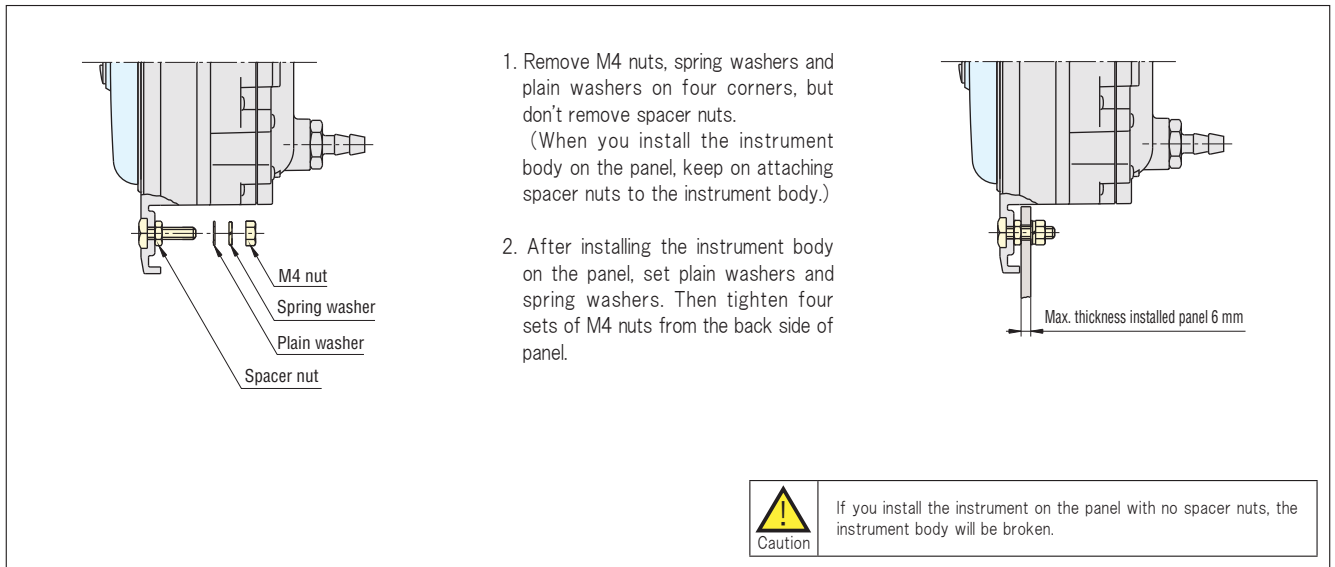 M4 nut
Spring washer
Plain washer
Spacer nut
1. Remove M4 nuts, spring washers and
plain washers on four corners, but
don't remove spacer nuts.
(When you install the instrument
body on the panel, keep on attaching
spacer nuts to the instrument body.)
2. After installing the instrument body
on the panel, set plain washers and
spring washers. Then tighten four
sets of M4 nuts from the back side of
panel.
Max. thickness installed panel 6 mm
!
Caution
If you install the instrument on the panel with no spacer nuts, the
instrument body will be broken.